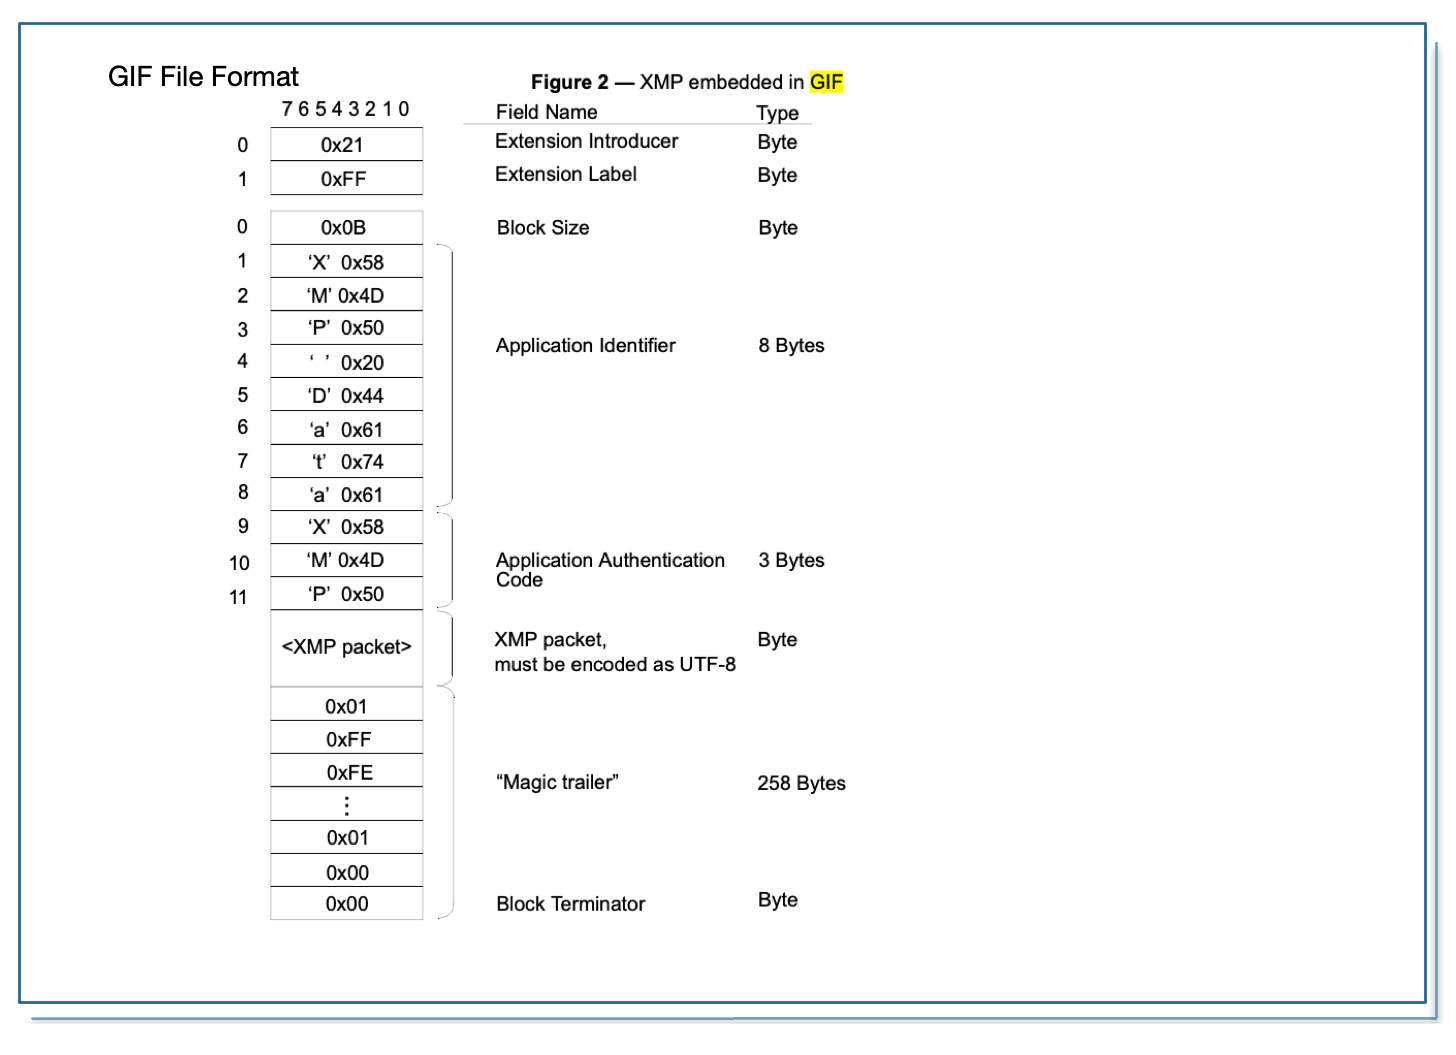 GIF File Format
Figure 2 — XMP embedded in GIF
7 6 5 4 3 2 1 0 Field Name Type
0 0x21 Extension Introducer Byte
1 0xFF Extension Label Byte
0 0x0B Block Size Byte
1 ‘X’ 0x58
2 ‘M’ 0x4D
3 ‘P’ 0x50
Application Identifier 8 Bytes
4 ‘ ’ 0x20
5 ‘D’ 0x44
6 ‘a’ 0x61
7 ‘t’ 0x74
8 ‘a’ 0x61
9 ‘X’ 0x58
10 ‘M’ 0x4D Application Authentication 3 Bytes
Code
11 ‘P’ 0x50
<XMP packet> XMP packet, Byte
must be encoded as UTF-8
0x01
0xFF
0xFE
“Magic trailer” 258 Bytes
⋮
0x01
0x00
0x00 Block Terminator Byte